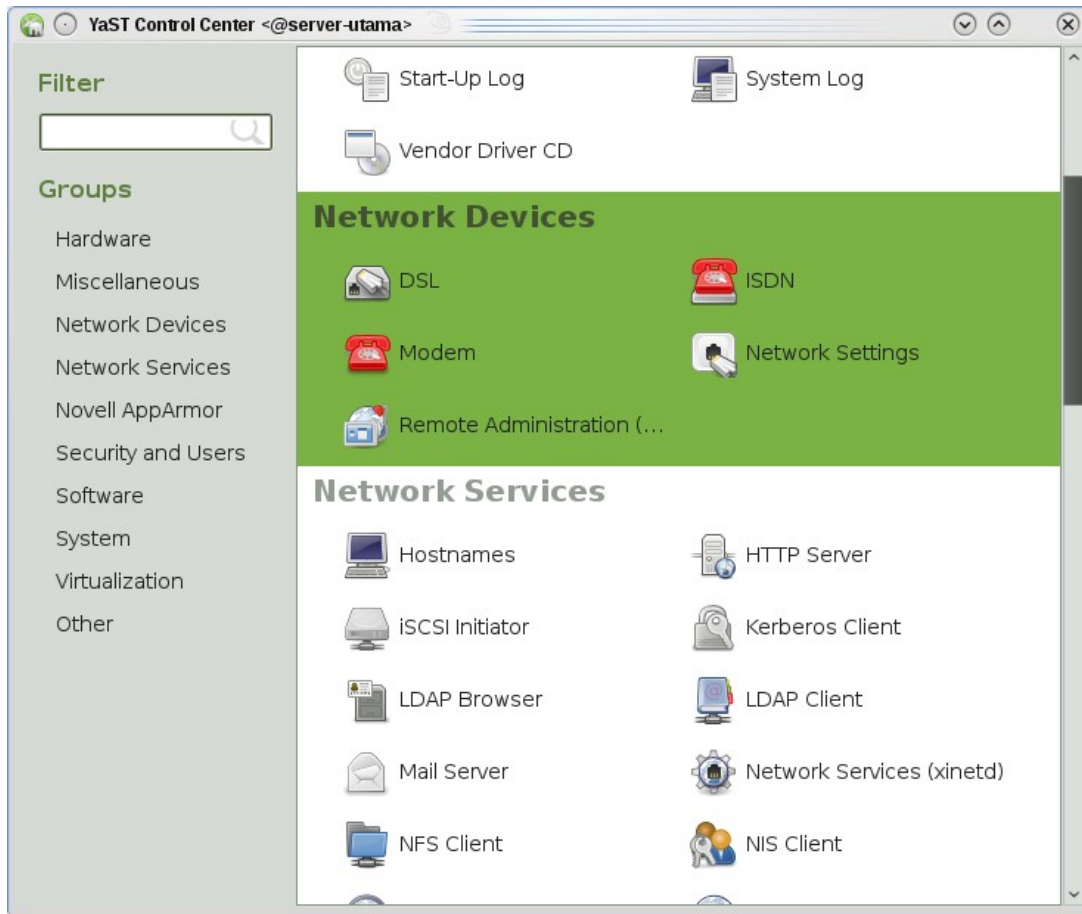 YaST Control Center <@server-utama>
Filter
Groups
Hardware
Miscellaneous
Network Devices
Network Services
Novell AppArmor
Security and Users
Software
System
Virtualization
Other
Start-Up Log
System Log
Vendor Driver CD
Network Devices
DSL
ISDN
Modem
Network Settings
Remote Administration (...
Network Services
Hostnames
HTTP Server
iSCSI Initiator
Kerberos Client
LDAP Browser
LDAP Client
Mail Server
Network Services (xinetd)
NFS Client
NIS Client